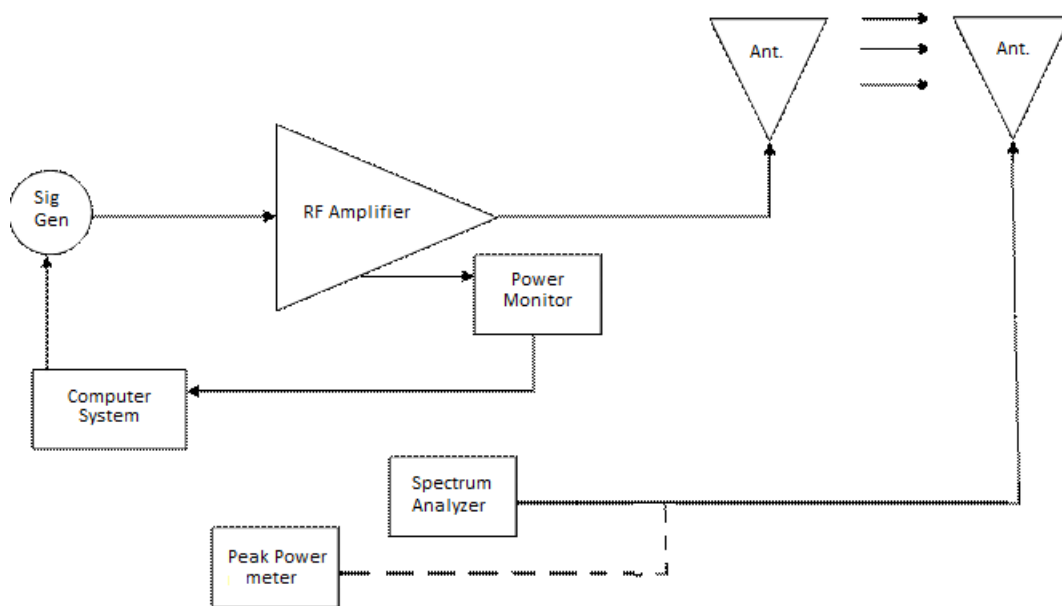 Ant.
Ant.
Sig
Gen
RF Amplifier
Power
Monitor
Computer
System
Spectrum
Analyzer
Peak Power
meter